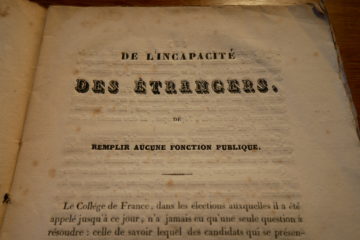 DE L'INCAPACITÉ
DES ÉTRANGERS,
DE
REMPLIR AUCUNE FONCTION PUBLIQUE.
Le Collége de France, dans les élections auxquelles il a été
appelé jusqu'à ce jour, n'a jamais eu qu'une seule question à
résoudre : celle de savoir lequel des candidats qui se présen-